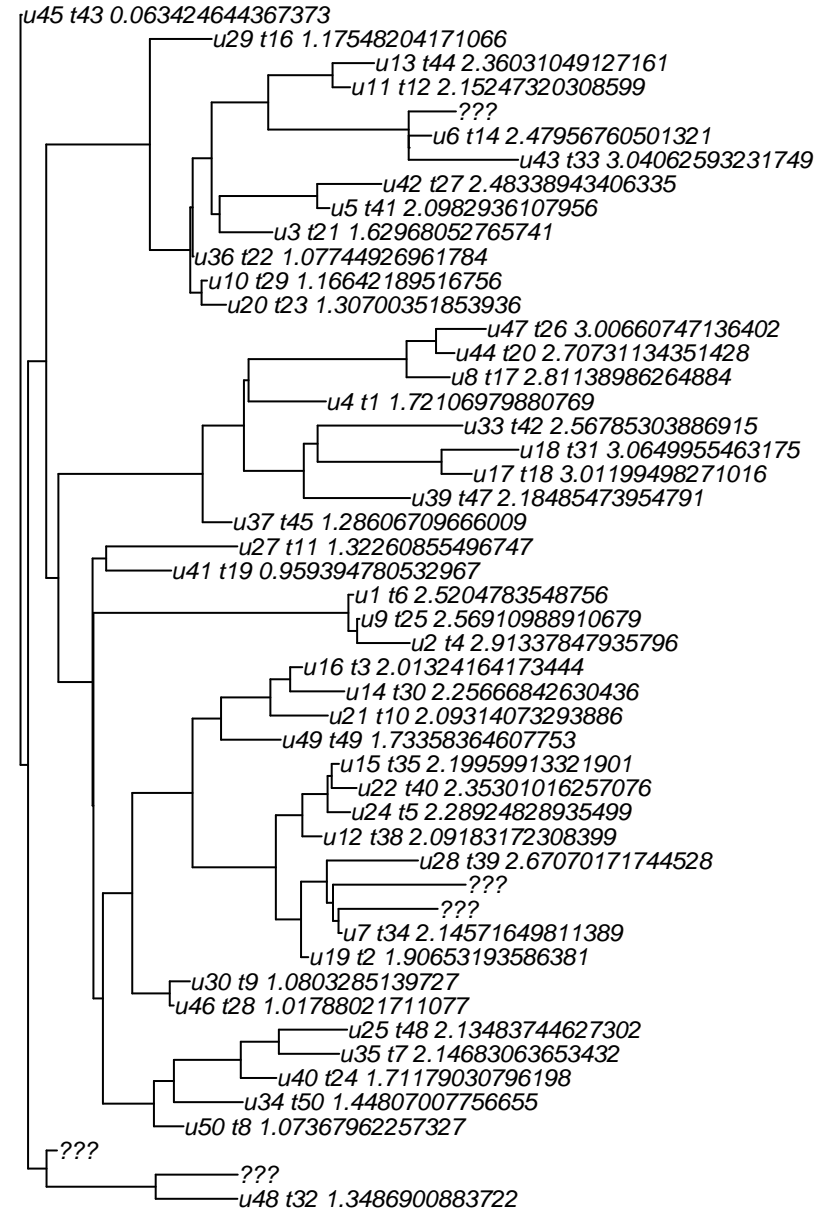 u45 t43 0.063424644367373
u29 t16 1.17548204171066
u13 t44 2.36031049127161
u11 t12 2.15247320308599
???
u6 t14 2.47956760501321
u43 t33 3.04062593231749
u42 t27 2.48338943406335
u5 t41 2.0982936107956
u3 t21 1.62968052765741
u36 t22 1.07744926961784
u10 t29 1.16642189516756
u20 t23 1.30700351853936
u47 t26 3.00660747136402
u44 t20 2.70731134351428
u8 t17 2.81138986264884
u4 t1 1.72106979880769
u33 t42 2.56785303886915
u18 t31 3.0649955463175
u17 t18 3.01199498271016
u39 t47 2.18485473954791
u37 t45 1.28606709666009
u27 t11 1.32260855496747
u41 t19 0.959394780532967
u1 t6 2.5204783548756
u9 t25 2.56910988910679
u2 t4 2.91337847935796
u16 t3 2.01324164173444
u14 t30 2.25666842630436
u21 t10 2.09314073293886
u49 t49 1.73358364607753
u15 t35 2.19959913321901
u22 t40 2.35301016257076
u24 t5 2.28924828935499
u12 t38 2.09183172308399
u28 t39 2.67070171744528
???
???
u7 t34 2.14571649811389
u19 t2 1.90653193586381
u30 t9 1.0803285139727
u46 t28 1.01788021711077
u25 t48 2.13483744627302
u35 t7 2.14683063653432
u40 t24 1.71179030796198
u34 t50 1.44807007756655
u50 t8 1.07367962257327
???
???
u48 t32 1.3486900883722